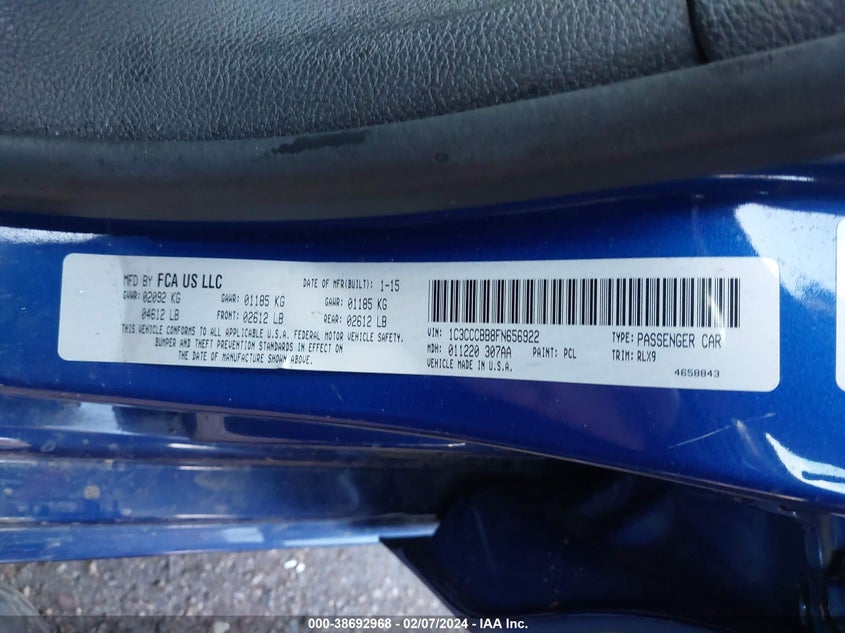 MFD BY FCA US LLC
DATE OF MFR(BUILT): 1-15
GVWR: 02092 KG
GAWR: 01185 KG
GAWR: 01185 KG
04612 LB
FRONT: 02612 LB
REAR: 02612 LB
THIS VEHICLE CONFORMS TO ALL APPLICABLE U.S.A. FEDERAL MOTOR VEHICLE SAFETY,
BUMPER AND THEFT PREVENTION STANDARDS IN EFFECT ON
THE DATE OF MANUFACTURE SHOWN ABOVE.
VIN: 1C3CCCBB8FN656922
TYPE: PASSENGER CAR
MDH: 011220 307AA
PAINT: PCL
TRIM: RLX9
VEHICLE MADE IN U.S.A.
4658843
000-38692968 | 02/07/2024 | IAA Inc.